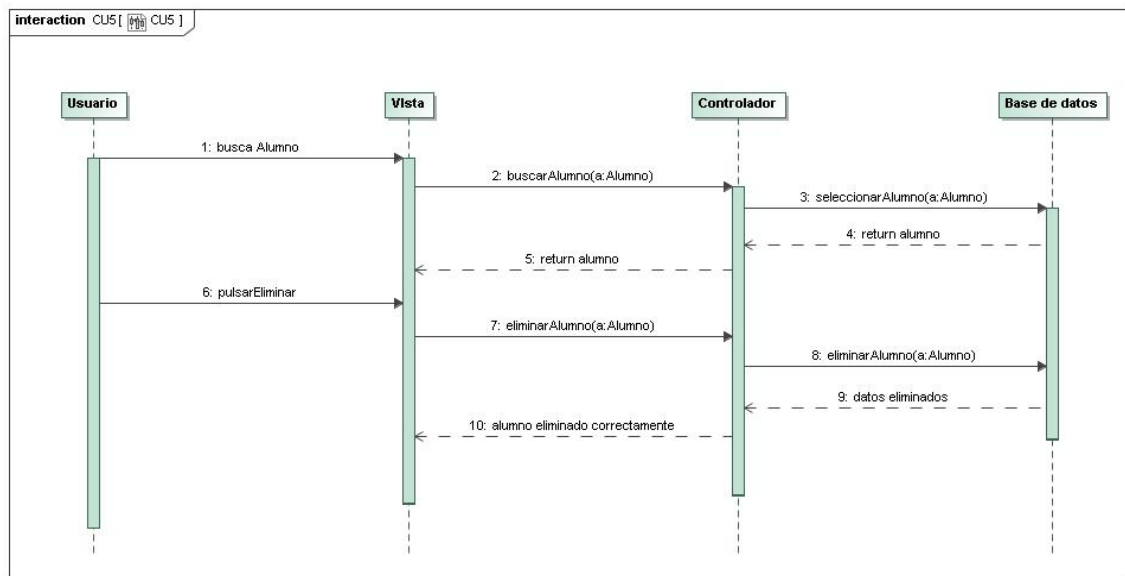 interaction CU5[ CU5 ]
Usuario
VIsta
Controlador
Base de datos
1: busca Alumno
2: buscarAlumno(a:Alumno)
3: seleccionarAlumno(a:Alumno)
4: return alumno
5: return alumno
6: pulsarEliminar
7: eliminarAlumno(a:Alumno)
8: eliminarAlumno(a:Alumno)
9: datos eliminados
10: alumno eliminado correctamente